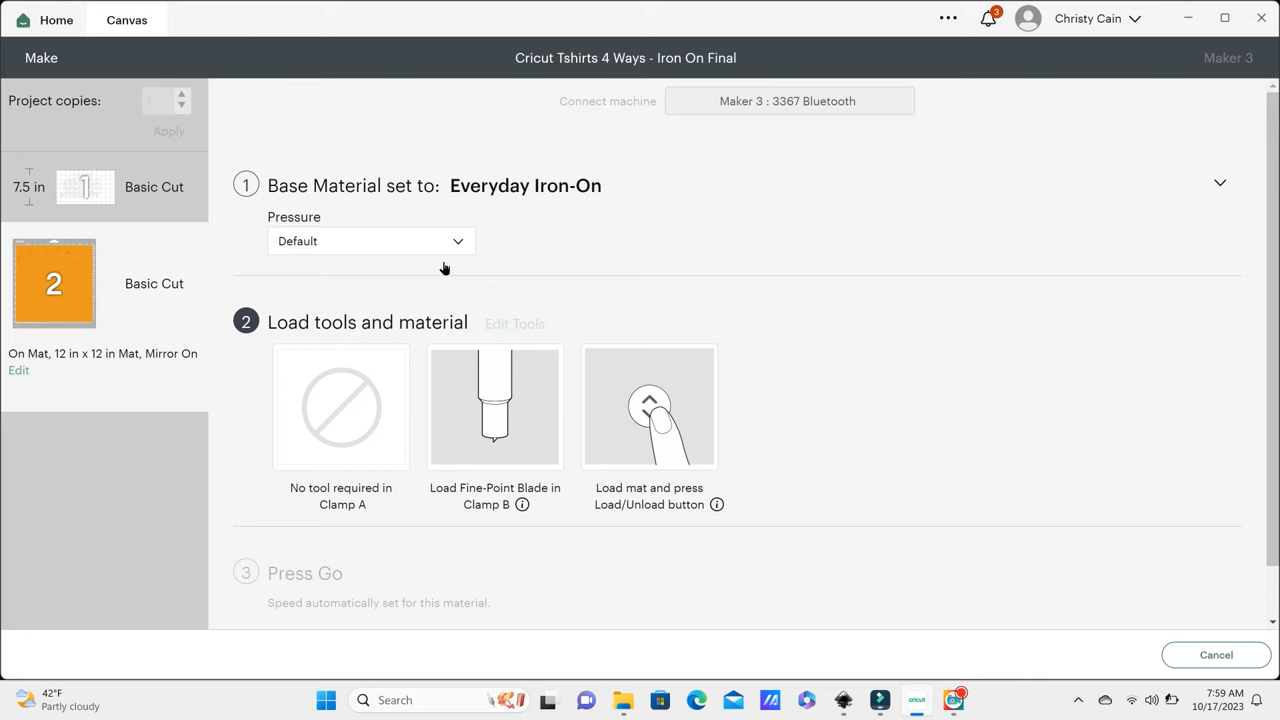 Home
Canvas
3
Christy Cain
Make
Cricut Tshirts 4 Ways - Iron On Final
Maker 3
Project copies:
1
Apply
Connect machine
Maker 3 : 3367 Bluetooth
7.5 in
1
Basic Cut
2
Basic Cut
On Mat, 12 in x 12 in Mat, Mirror On
Edit
1
Base Material set to: Everyday Iron-On
Pressure
Default
2
Load tools and material
Edit Tools
No tool required in
Clamp A
Load Fine-Point Blade in
Clamp B
Load mat and press
Load/Unload button
3
Press Go
Speed automatically set for this material.
Cancel
42°F
Partly cloudy
Search
cricut
7:59 AM
10/17/2023